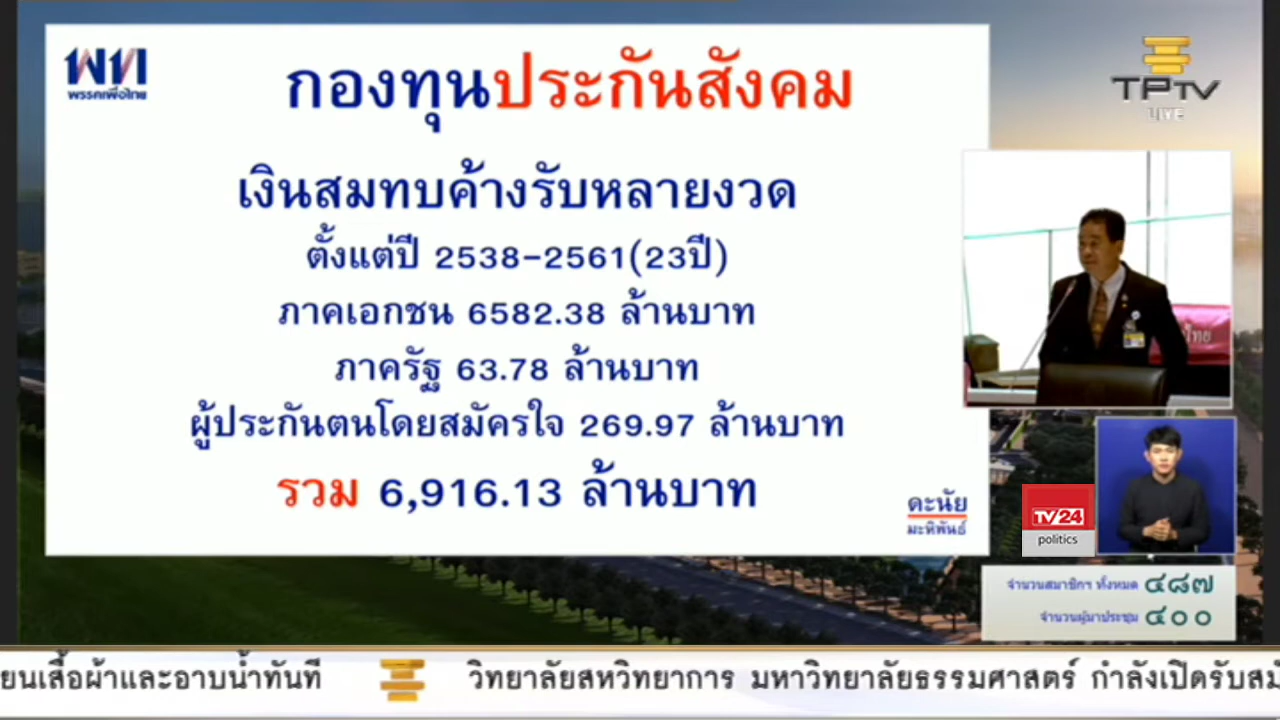 พท
พรรคเพื่อไทย
กองทุนประกันสังคม
เงินสมทบค้างรับหลายงวด
ตั้งแต่ปี 2538-2561(23ปี)
ภาคเอกชน 6582.38 ล้านบาท
ภาครัฐ 63.78 ล้านบาท
ผู้ประกันตนโดยสมัครใจ 269.97 ล้านบาท
รวม 6,916.13 ล้านบาท
ดะนัย
มะหิพันธ์
TPTV
LIVE
ไทย
TV24
politics
จำนวนสมาชิกฯ ทั้งหมด ๔๘๗
จำนวนผู้มาประชุม ๔๐๐
ยนเสื้อผ้าและอาบน้ำทันที วิทยาลัยสหวิทยาการ มหาวิทยาลัยธรรมศาสตร์ กำลังเปิดรับสมั